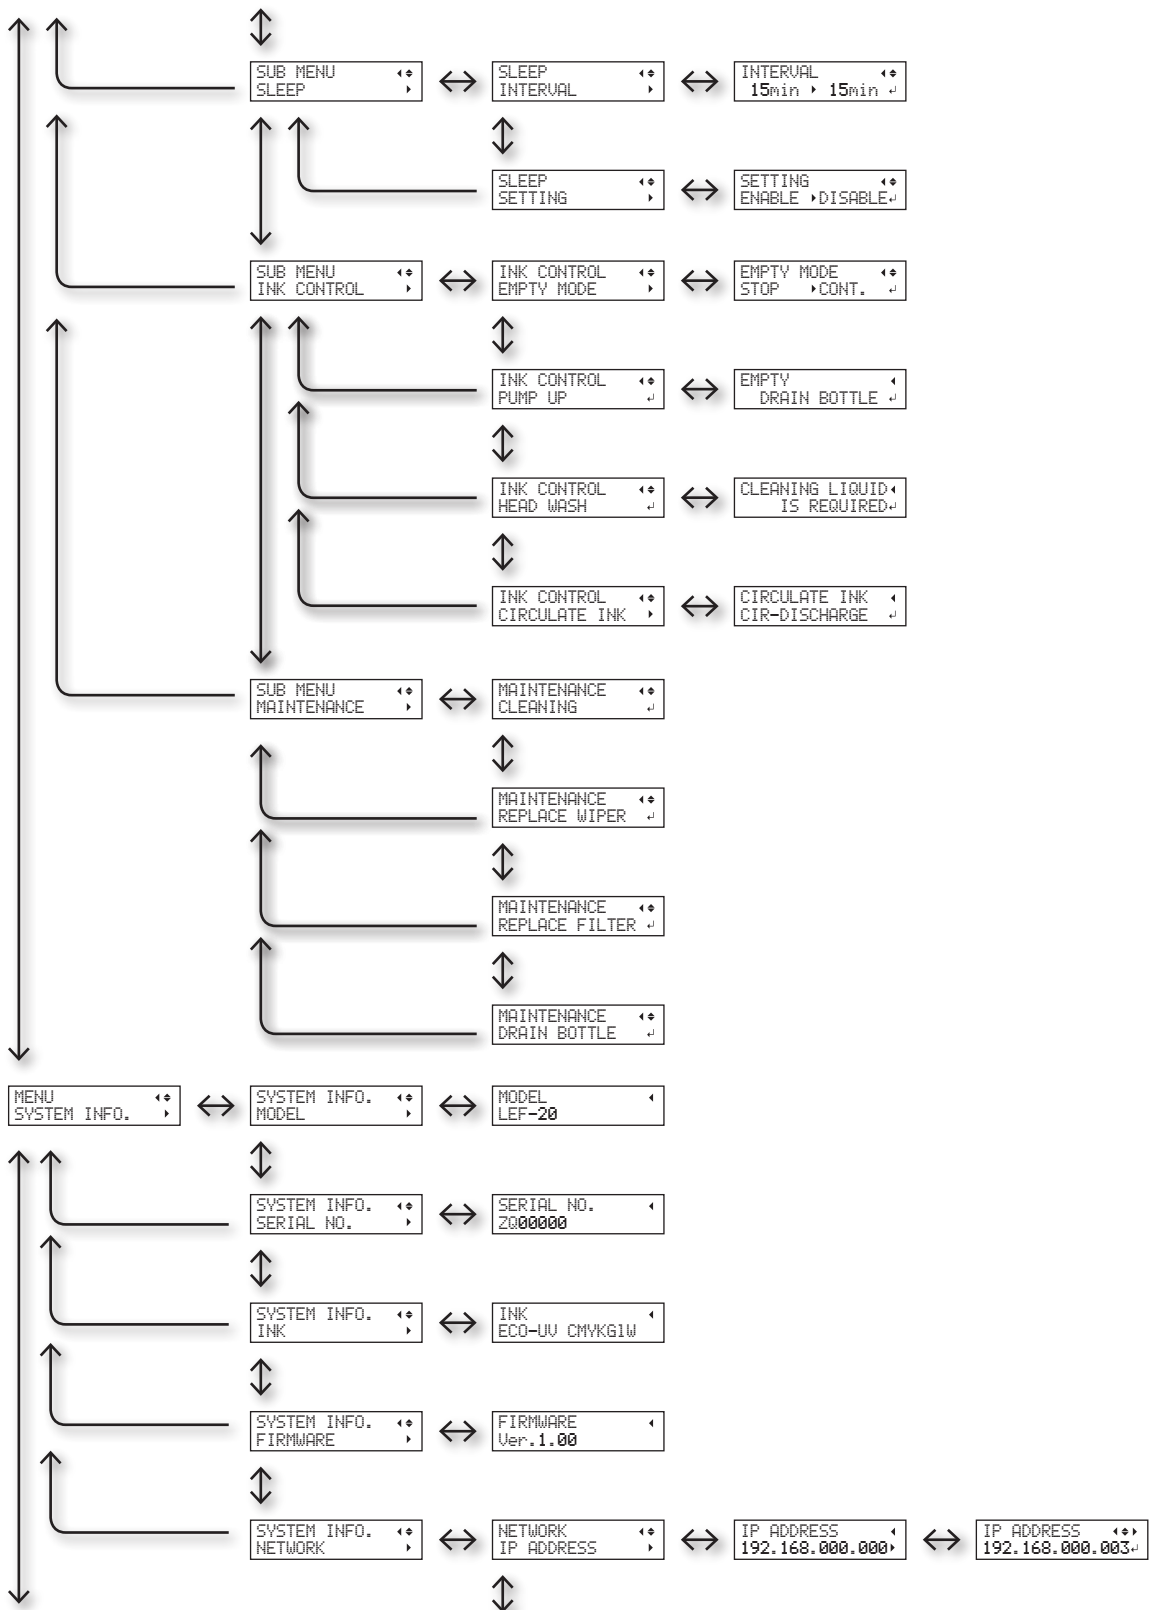 SUB MENU
SLEEP
SLEEP
INTERVAL
INTERVAL
15min 15min
SLEEP
SETTING
SETTING
ENABLE DISABLE
SUB MENU
INK CONTROL
INK CONTROL
EMPTY MODE
EMPTY MODE
STOP CONT.
INK CONTROL
PUMP UP
EMPTY
DRAIN BOTTLE
INK CONTROL
HEAD WASH
CLEANING LIQUID
IS REQUIRED
INK CONTROL
CIRCULATE INK
CIRCULATE INK
CIR-DISCHARGE
SUB MENU
MAINTENANCE
MAINTENANCE
CLEANING
MAINTENANCE
REPLACE WIPER
MAINTENANCE
REPLACE FILTER
MAINTENANCE
DRAIN BOTTLE
MENU
SYSTEM INFO.
SYSTEM INFO.
MODEL
MODEL
LEF-20
SYSTEM INFO.
SERIAL NO.
SERIAL NO.
ZQ00000
SYSTEM INFO.
INK
INK
ECO-UV CMYKGlW
SYSTEM INFO.
FIRMWARE
FIRMWARE
Ver.1.00
SYSTEM INFO.
NETWORK
NETWORK
IP ADDRESS
IP ADDRESS
192.168.000.000
IP ADDRESS
192.168.000.003